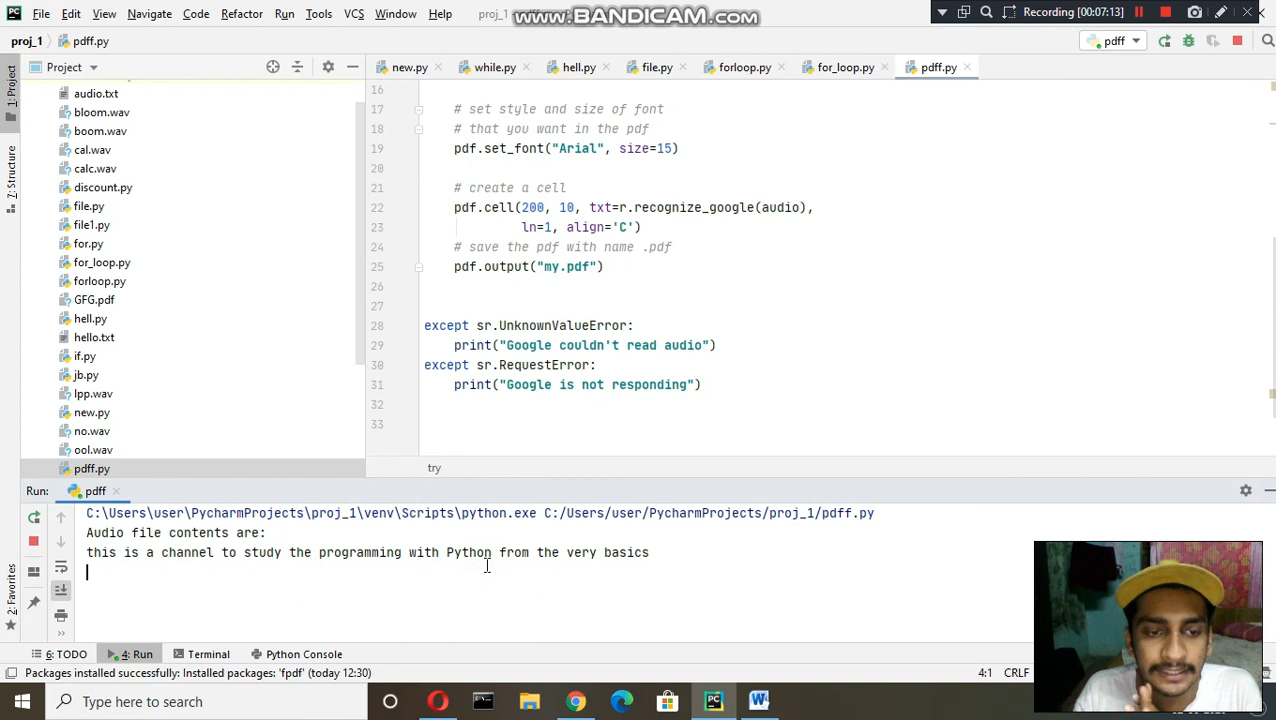 File Edit View Navigate Code Refactor Run Tools VCS Window Help proj_1
www.BANDICAM.com
Recording [00:07:13]
proj_1 pdff.py
pdff
1: Project
Project
new.py while.py hell.py file.py forloop.py for_loop.py pdff.py
audio.txt
bloom.wav
boom.wav
cal.wav
calc.wav
discount.py
file.py
file1.py
for.py
for_loop.py
forloop.py
GFG.pdf
hell.py
hello.txt
if.py
jb.py
lpp.wav
new.py
no.wav
ool.wav
pdff.py
7: Structure
16
17 # set style and size of font
18 # that you want in the pdf
19 pdf.set_font("Arial", size=15)
20
21 # create a cell
22 pdf.cell(200, 10, txt=r.recognize_google(audio),
23 ln=1, align='C')
24 # save the pdf with name .pdf
25 pdf.output("my.pdf")
26
27
28 except sr.UnknownValueError:
29 print("Google couldn't read audio")
30 except sr.RequestError:
31 print("Google is not responding")
32
33
try
Run: pdff
C:\Users\user\PycharmProjects\proj_1\venv\Scripts\python.exe C:/Users/user/PycharmProjects/proj_1/pdff.py
Audio file contents are:
this is a channel to study the programming with Python from the very basics
2: Favorites
6: TODO 4: Run Terminal Python Console
Packages installed successfully: Installed packages: 'fpdf' (today 12:30) 4:1 CRLF
Type here to search